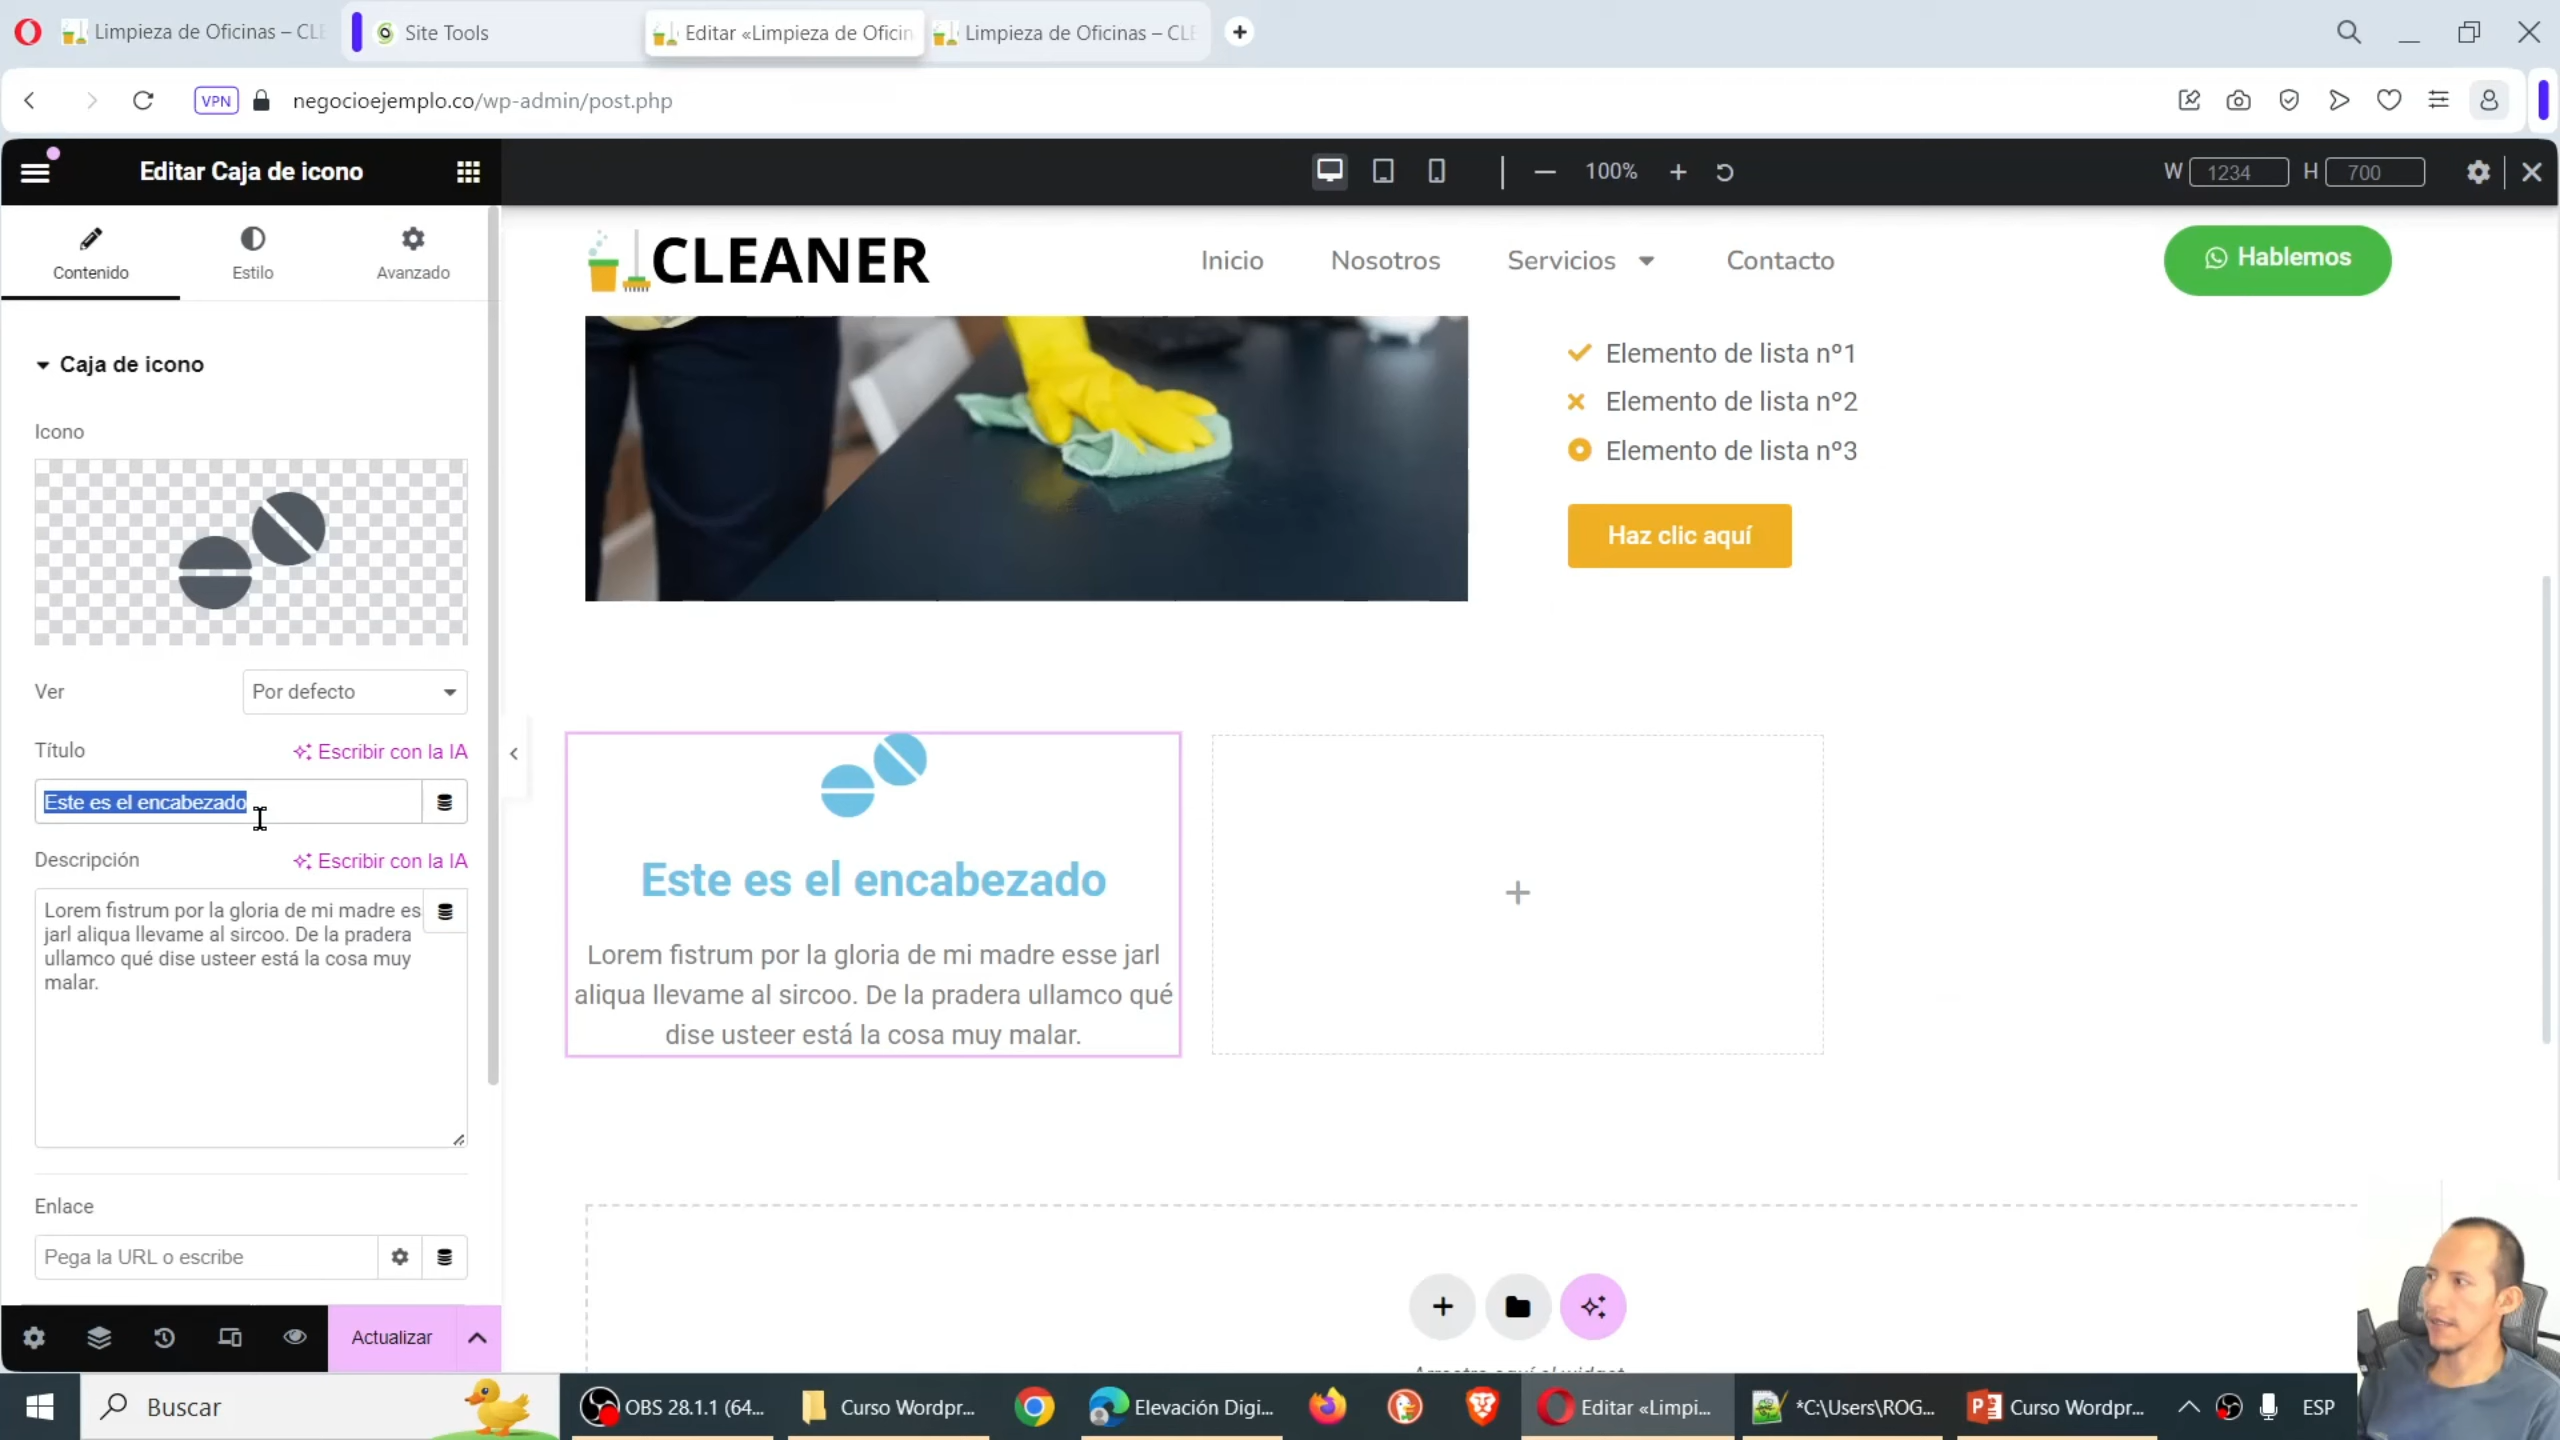 Limpieza de Oficinas – CLE
Site Tools
Editar «Limpieza de Oficin
Limpieza de Oficinas – CLE
VPN
negocioejemplo.co/wp-admin/post.php
Editar Caja de icono
100%
W 1234 H 700
Contenido
Estilo
Avanzado
CLEANER
Inicio
Nosotros
Servicios
Contacto
Hablemos
Caja de icono
Icono
Elemento de lista nº1
Elemento de lista nº2
Elemento de lista nº3
Haz clic aquí
Ver
Por defecto
Título
Escribir con la IA
Este es el encabezado
Descripción
Escribir con la IA
Lorem fistrum por la gloria de mi madre es
jarl aliqua llevame al sircoo. De la pradera
ullamco qué dise usteer está la cosa muy
malar.
Este es el encabezado
Lorem fistrum por la gloria de mi madre esse jarl
aliqua llevame al sircoo. De la pradera ullamco qué
dise usteer está la cosa muy malar.
Enlace
Pega la URL o escribe
Actualizar
Arrastra aquí el widget
Buscar
OBS 28.1.1 (64...
Curso Wordpr...
Elevación Digi...
Editar «Limpi...
*C:\Users\ROG...
Curso Wordpr...
ESP